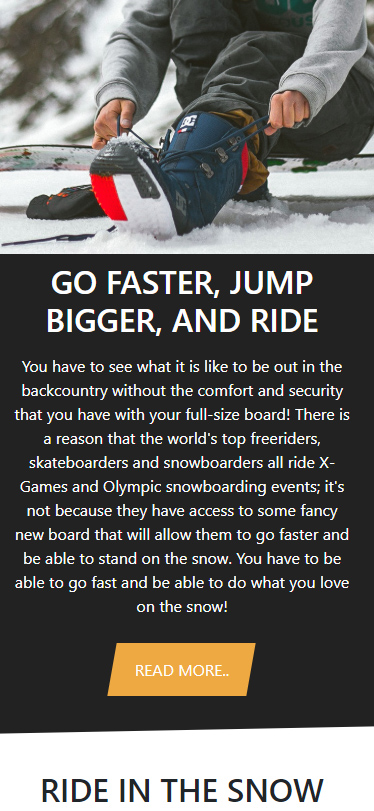 GO FASTER, JUMP
BIGGER, AND RIDE
You have to see what it is like to be out in the
backcountry without the comfort and security
that you have with your full-size board! There is
a reason that the world's top freeriders,
skateboarders and snowboarders all ride X-
Games and Olympic snowboarding events; it's
not because they have access to some fancy
new board that will allow them to go faster and
be able to stand on the snow. You have to be
able to go fast and be able to do what you love
on the snow!
READ MORE..
RIDE IN THE SNOW